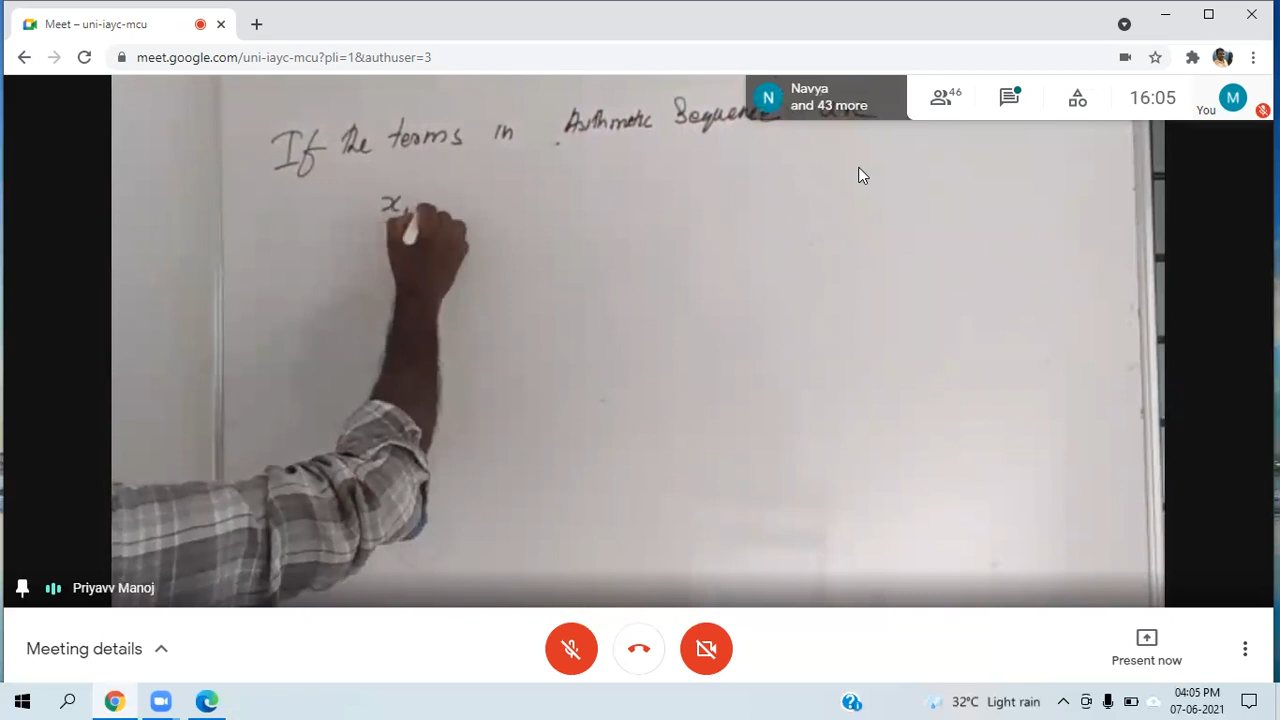 Meet – uni-iayc-mcu
meet.google.com/uni-iayc-mcu?pli=1&authuser=3
Navya
and 43 more
N
46
16:05
You
M
If the terms in Arithmetic Sequence are
x,
Priyavv Manoj
Meeting details
Present now
32°C Light rain
04:05 PM
07-06-2021